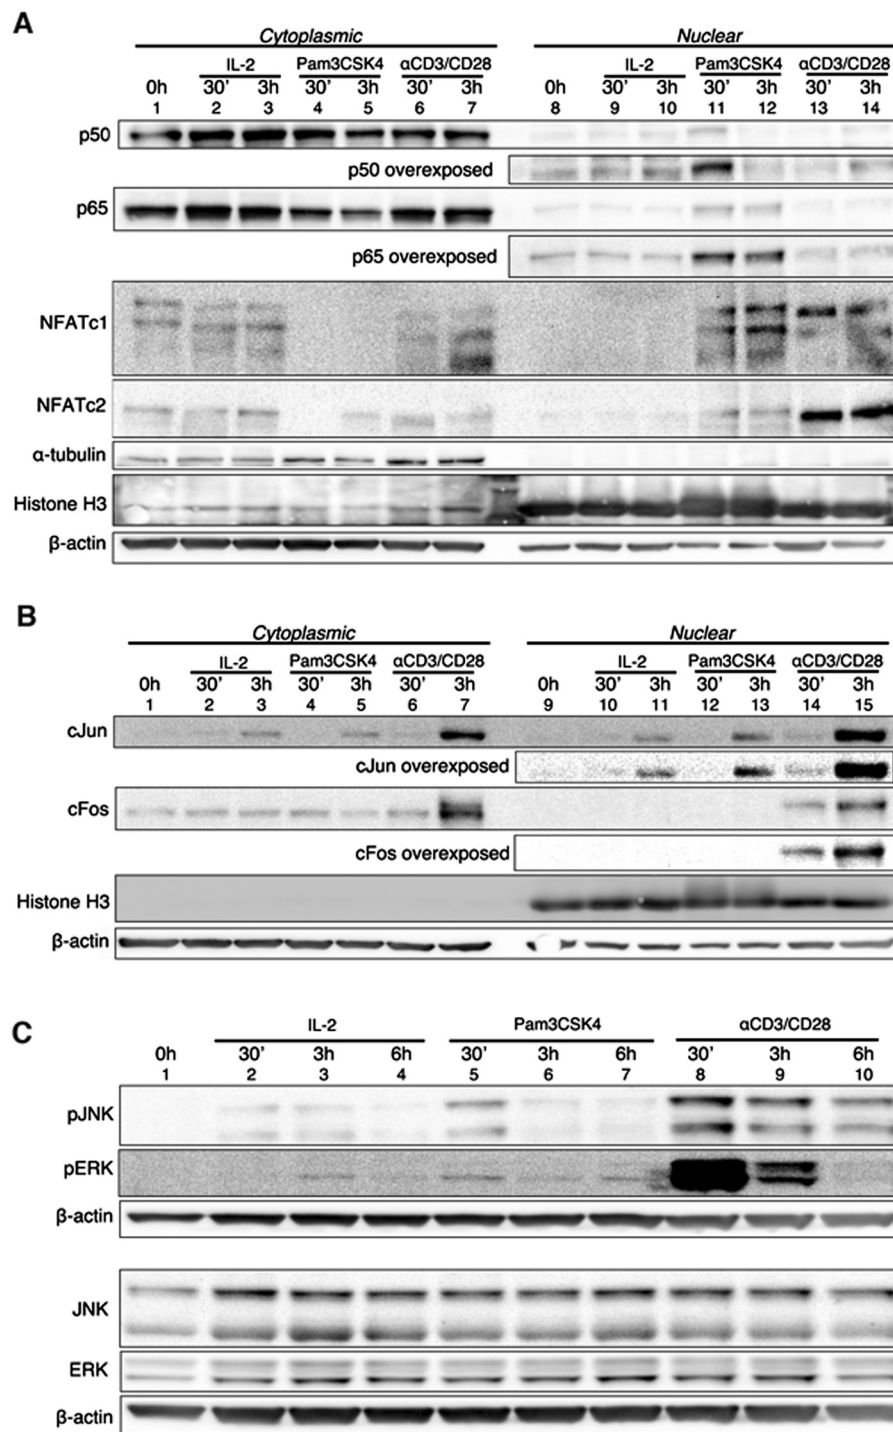 A
Cytoplasmic Nuclear
IL-2 Pam3CSK4 αCD3/CD28 IL-2 Pam3CSK4 αCD3/CD28
0h 30’ 3h 30’ 3h 30’ 3h 0h 30’ 3h 30’ 3h 30’ 3h
1 2 3 4 5 6 7 8 9 10 11 12 13 14
p50
p50 overexposed
p65
p65 overexposed
NFATc1
NFATc2
α-tubulin
Histone H3
β-actin
B
Cytoplasmic Nuclear
IL-2 Pam3CSK4 αCD3/CD28 IL-2 Pam3CSK4 αCD3/CD28
0h 30’ 3h 30’ 3h 30’ 3h 0h 30’ 3h 30’ 3h 30’ 3h
1 2 3 4 5 6 7 9 10 11 12 13 14 15
cJun
cJun overexposed
cFos
cFos overexposed
Histone H3
β-actin
C
IL-2 Pam3CSK4 αCD3/CD28
0h 30’ 3h 6h 30’ 3h 6h 30’ 3h 6h
1 2 3 4 5 6 7 8 9 10
pJNK
pERK
β-actin
JNK
ERK
β-actin